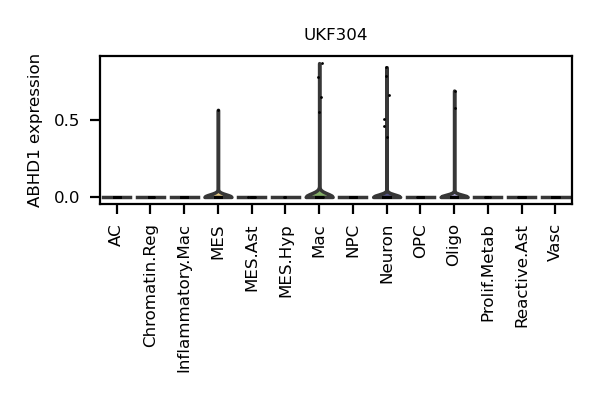 UKF304
ABHD1 expression
0.5
0.0
AC
Chromatin.Reg
Inflammatory.Mac
MES
MES.Ast
MES.Hyp
Mac
NPC
Neuron
OPC
Oligo
Prolif.Metab
Reactive.Ast
Vasc